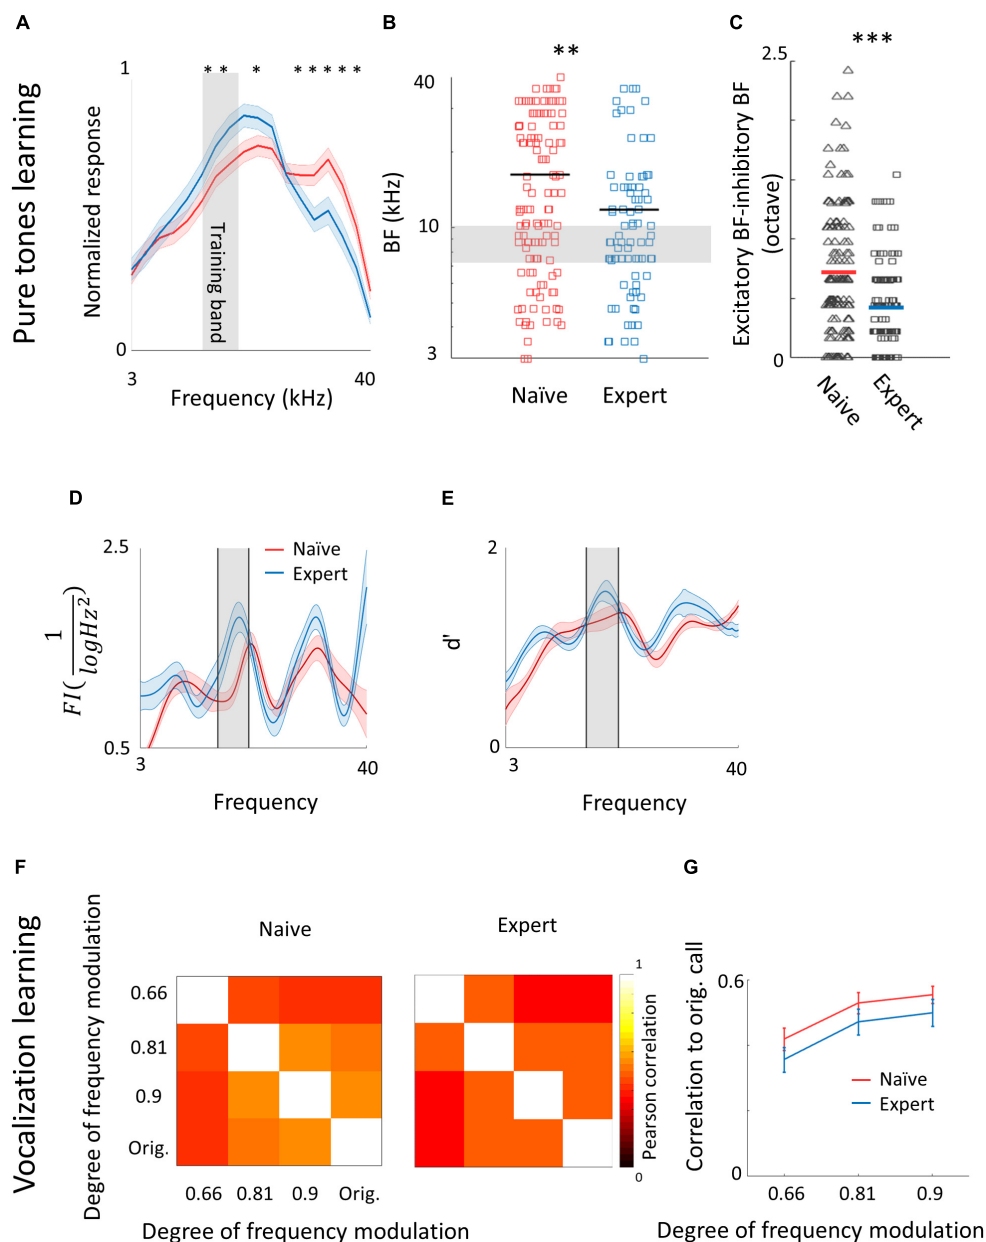 A
Pure tones learning
Normalized response
1
0
* * * * * * * *
Training band
3
40
Frequency (kHz)
B
**
BF (kHz)
40
10
3
Naïve
Expert
C
***
Excitatory BF-inhibitory BF
(octave)
2.5
0
Naive
Expert
D
FI(1/logHz²)
2.5
0.5
Naïve
Expert
3
40
Frequency
E
d'
2
0
3
40
Frequency
F
Vocalization learning
Degree of frequency modulation
Naive
Expert
0.66
0.81
0.9
Orig.
0.66
0.81
0.9
Orig.
Degree of frequency modulation
1
Pearson correlation
0
G
Correlation to orig. call
0.6
0
Naïve
Expert
0.66
0.81
0.9
Degree of frequency modulation